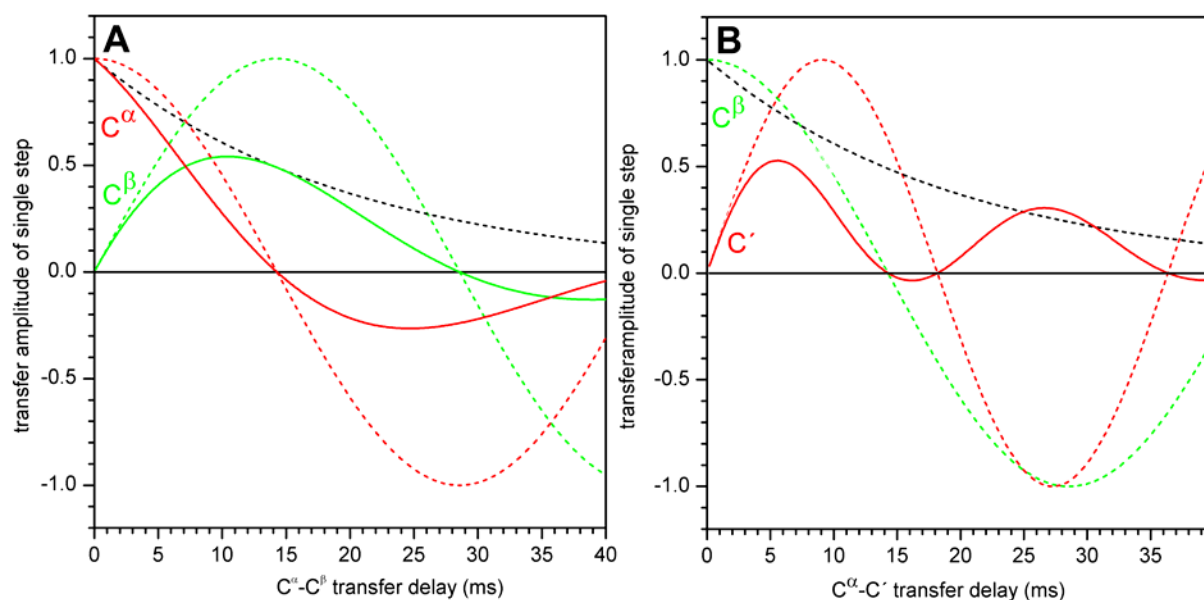 A
transfer amplitude of single step
1.0
0.5
0.0
-0.5
-1.0
Cα
Cβ
0 5 10 15 20 25 30 35 40
Cα-Cβ transfer delay (ms)
B
transferamplitude of single step
1.0
0.5
0.0
-0.5
-1.0
Cβ
C´
0 5 10 15 20 25 30 35
Cα-C´ transfer delay (ms)